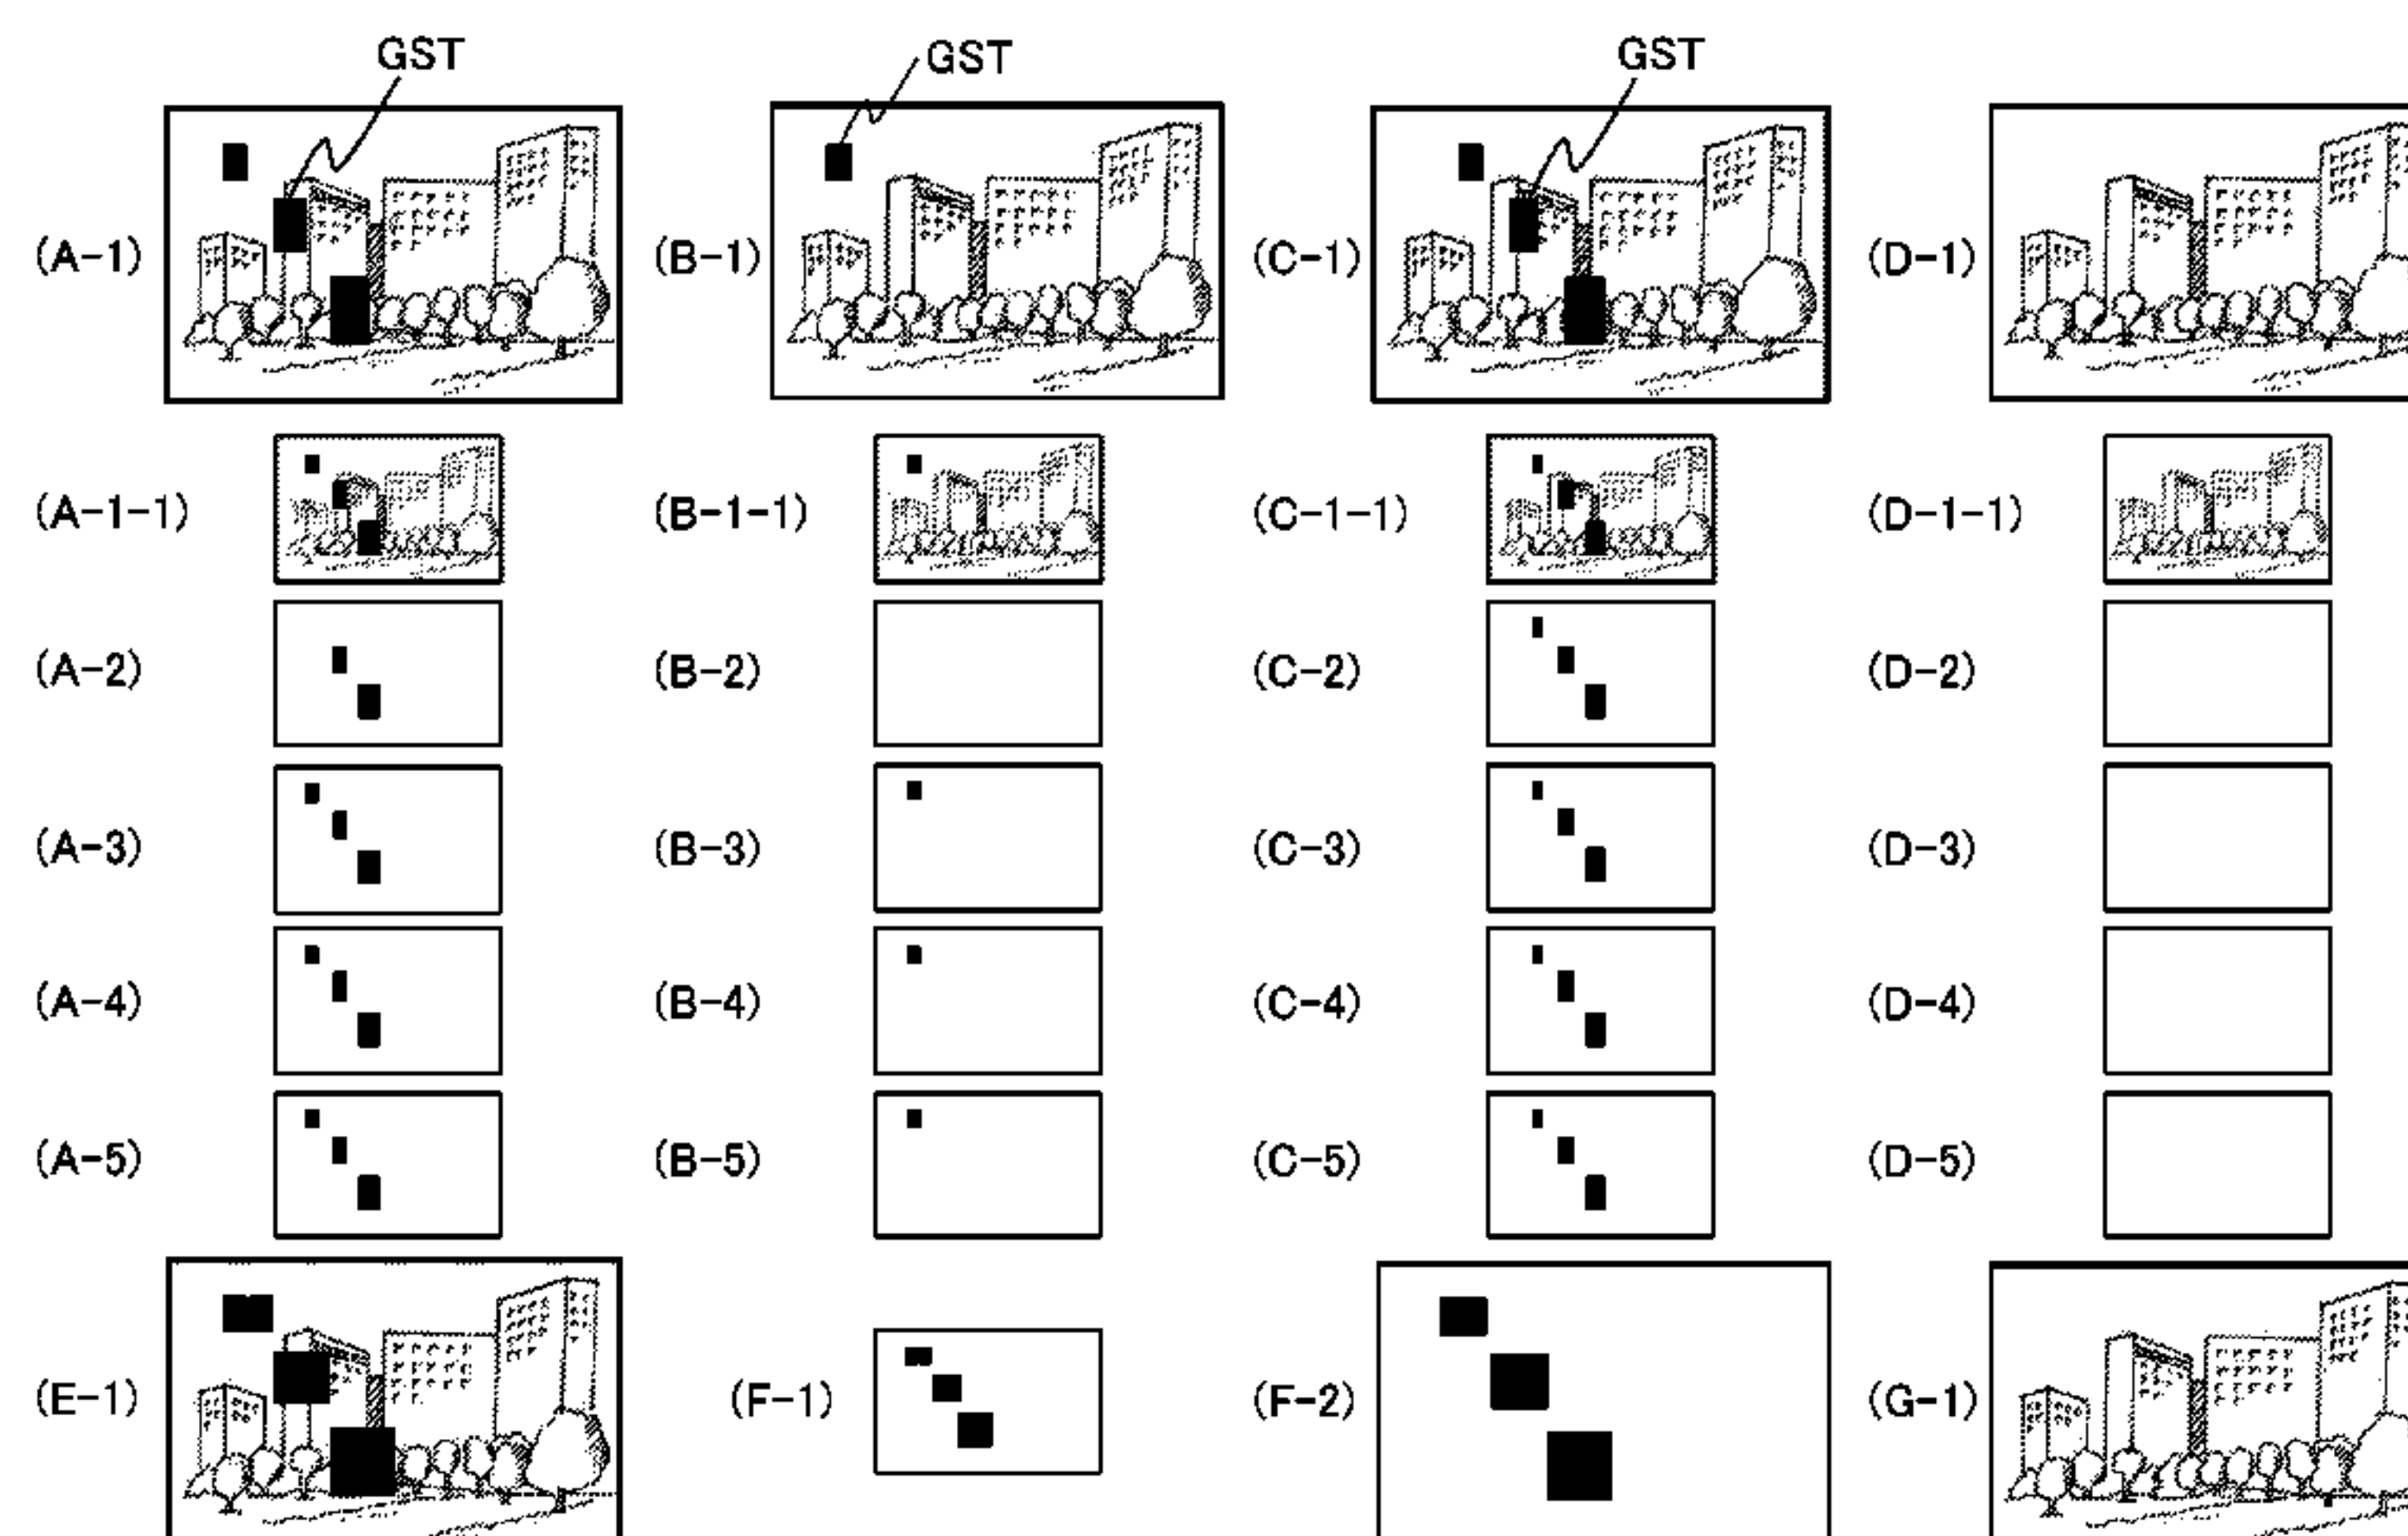 GST GST GST
(A-1) (B-1) (C-1) (D-1)
(A-1-1) (B-1-1) (C-1-1) (D-1-1)
(A-2) (B-2) (C-2) (D-2)
(A-3) (B-3) (C-3) (D-3)
(A-4) (B-4) (C-4) (D-4)
(A-5) (B-5) (C-5) (D-5)
(E-1) (F-1) (F-2) (G-1)